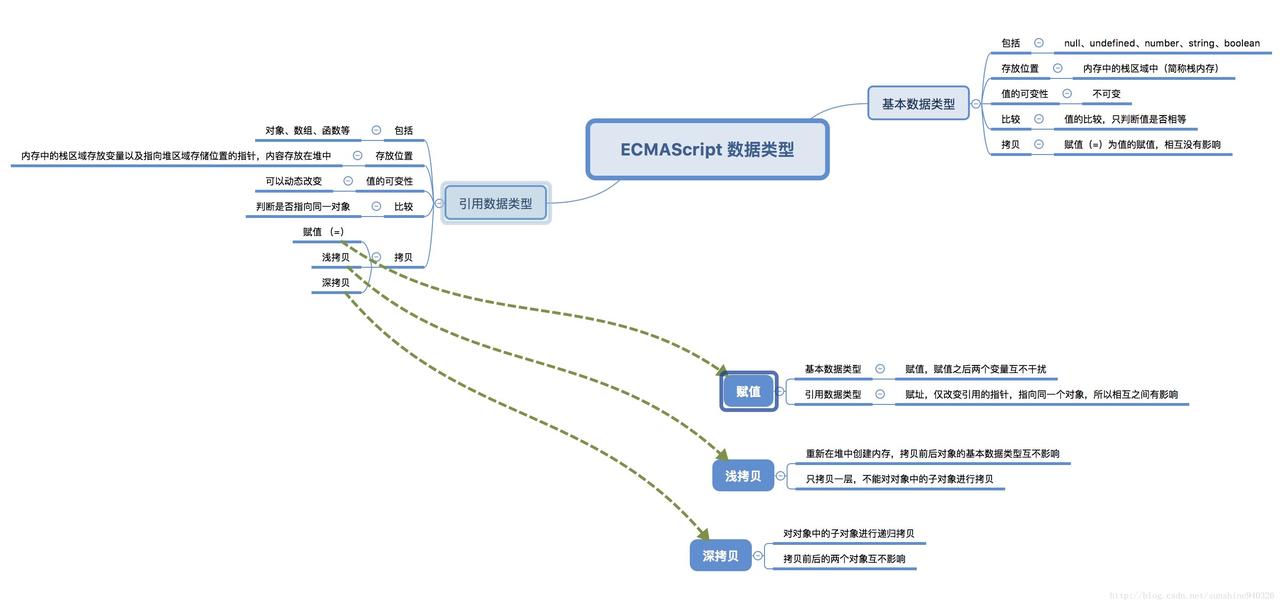 ECMAScript 数据类型
基本数据类型
包括
null、undefined、number、string、boolean
存放位置
内存中的栈区域中（简称栈内存）
值的可变性
不可变
比较
值的比较，只判断值是否相等
拷贝
赋值（=）为值的赋值，相互没有影响
引用数据类型
对象、数组、函数等
包括
内存中的栈区域存放变量以及指向堆区域存储位置的指针，内容存放在堆中
存放位置
可以动态改变
值的可变性
判断是否指向同一对象
比较
赋值 （=）
浅拷贝
深拷贝
拷贝
赋值
基本数据类型
赋值，赋值之后两个变量互不干扰
引用数据类型
赋址，仅改变引用的指针，指向同一个对象，所以相互之间有影响
浅拷贝
重新在堆中创建内存，拷贝前后对象的基本数据类型互不影响
只拷贝一层，不能对对象中的子对象进行拷贝
深拷贝
对对象中的子对象进行递归拷贝
拷贝前后的两个对象互不影响
http://blog.csdn.net/sunshine940326